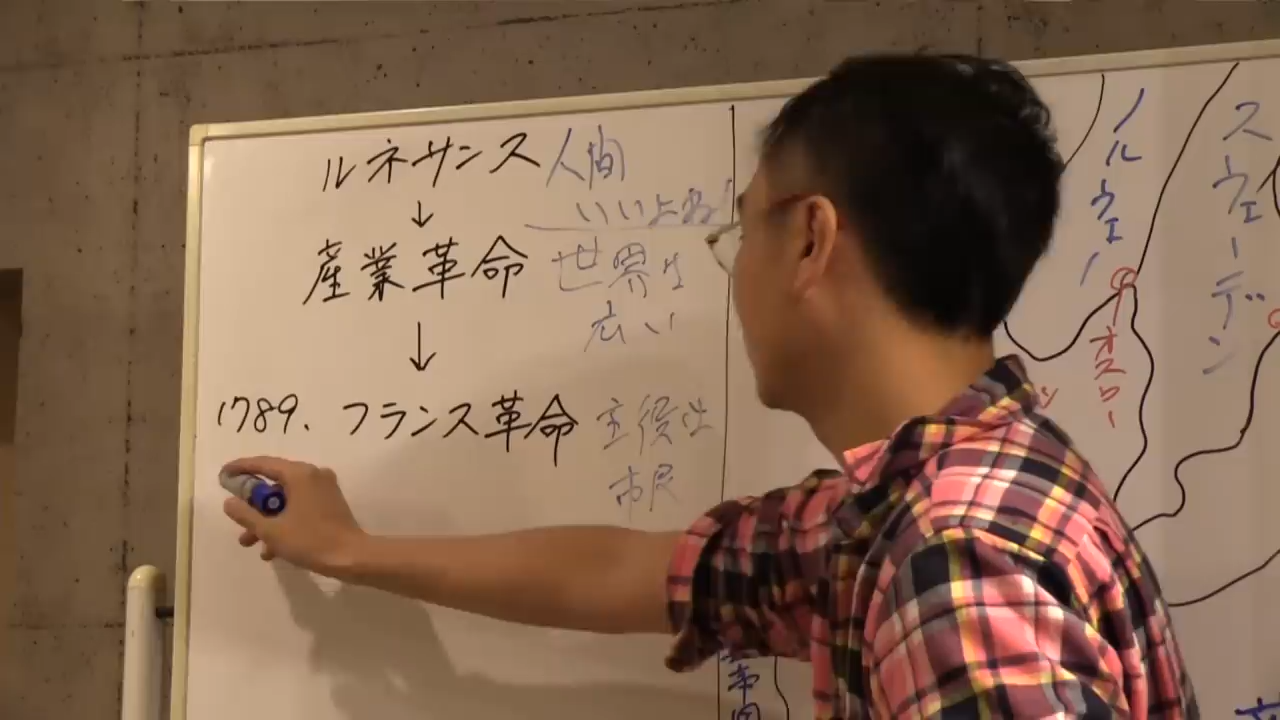 ルネサンス 人間
いいよね
産業革命 世界は
広い
1789. フランス革命 主役は
市民
ノルウェー
スウェーデン
オスロー